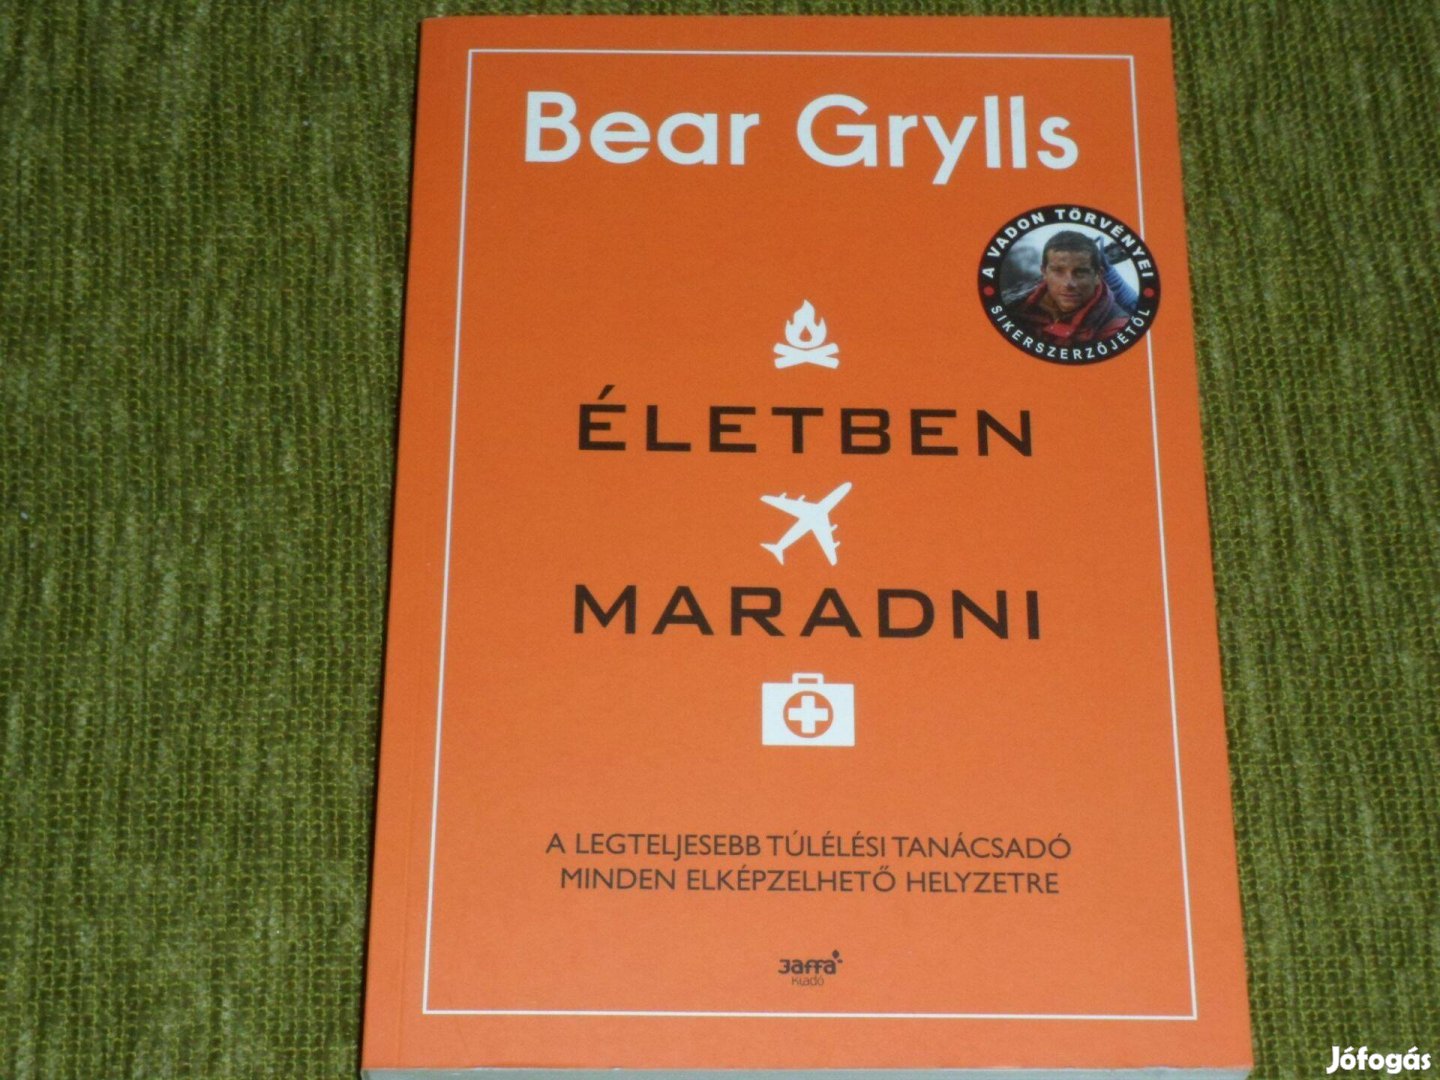 Bear Grylls
A VADON TÖRVÉNYEI
SIKERSZERZŐJÉTŐL
ÉLETBEN
MARADNI
A LEGTELJESEBB TÚLÉLÉSI TANÁCSADÓ
MINDEN ELKÉPZELHETŐ HELYZETRE
Jaffa
Kiadó
Jófogás